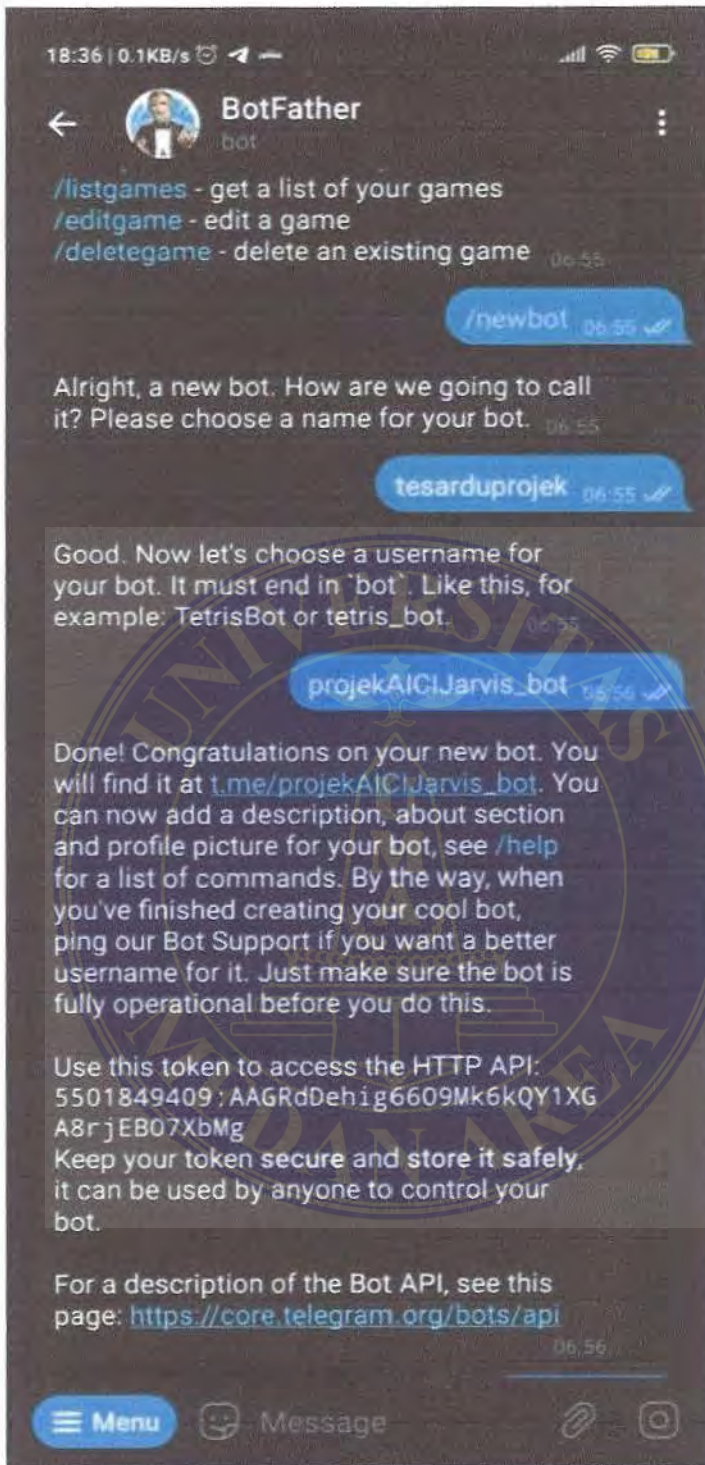 18:36 | 0.1KB/s
BotFather
bot
/listgames - get a list of your games
/editgame - edit a game
/deletegame - delete an existing game 06:55
/newbot 06:55
Alright, a new bot. How are we going to call
it? Please choose a name for your bot. 06:55
tesarduprojek 06:55
Good. Now let's choose a username for
your bot. It must end in `bot`. Like this, for
example: TetrisBot or tetris_bot. 06:55
projekAICIJarvis_bot 06:56
Done! Congratulations on your new bot. You
will find it at t.me/projekAICIJarvis_bot. You
can now add a description, about section
and profile picture for your bot, see /help
for a list of commands. By the way, when
you've finished creating your cool bot,
ping our Bot Support if you want a better
username for it. Just make sure the bot is
fully operational before you do this.
Use this token to access the HTTP API:
5501849409:AAGRdDehig66O9Mk6kQY1XG
A8rjEBO7XbMg
Keep your token secure and store it safely,
it can be used by anyone to control your
bot.
For a description of the Bot API, see this
page: https://core.telegram.org/bots/api
06:56
Menu
Message
UNIVERSITAS
MEDAN AREA